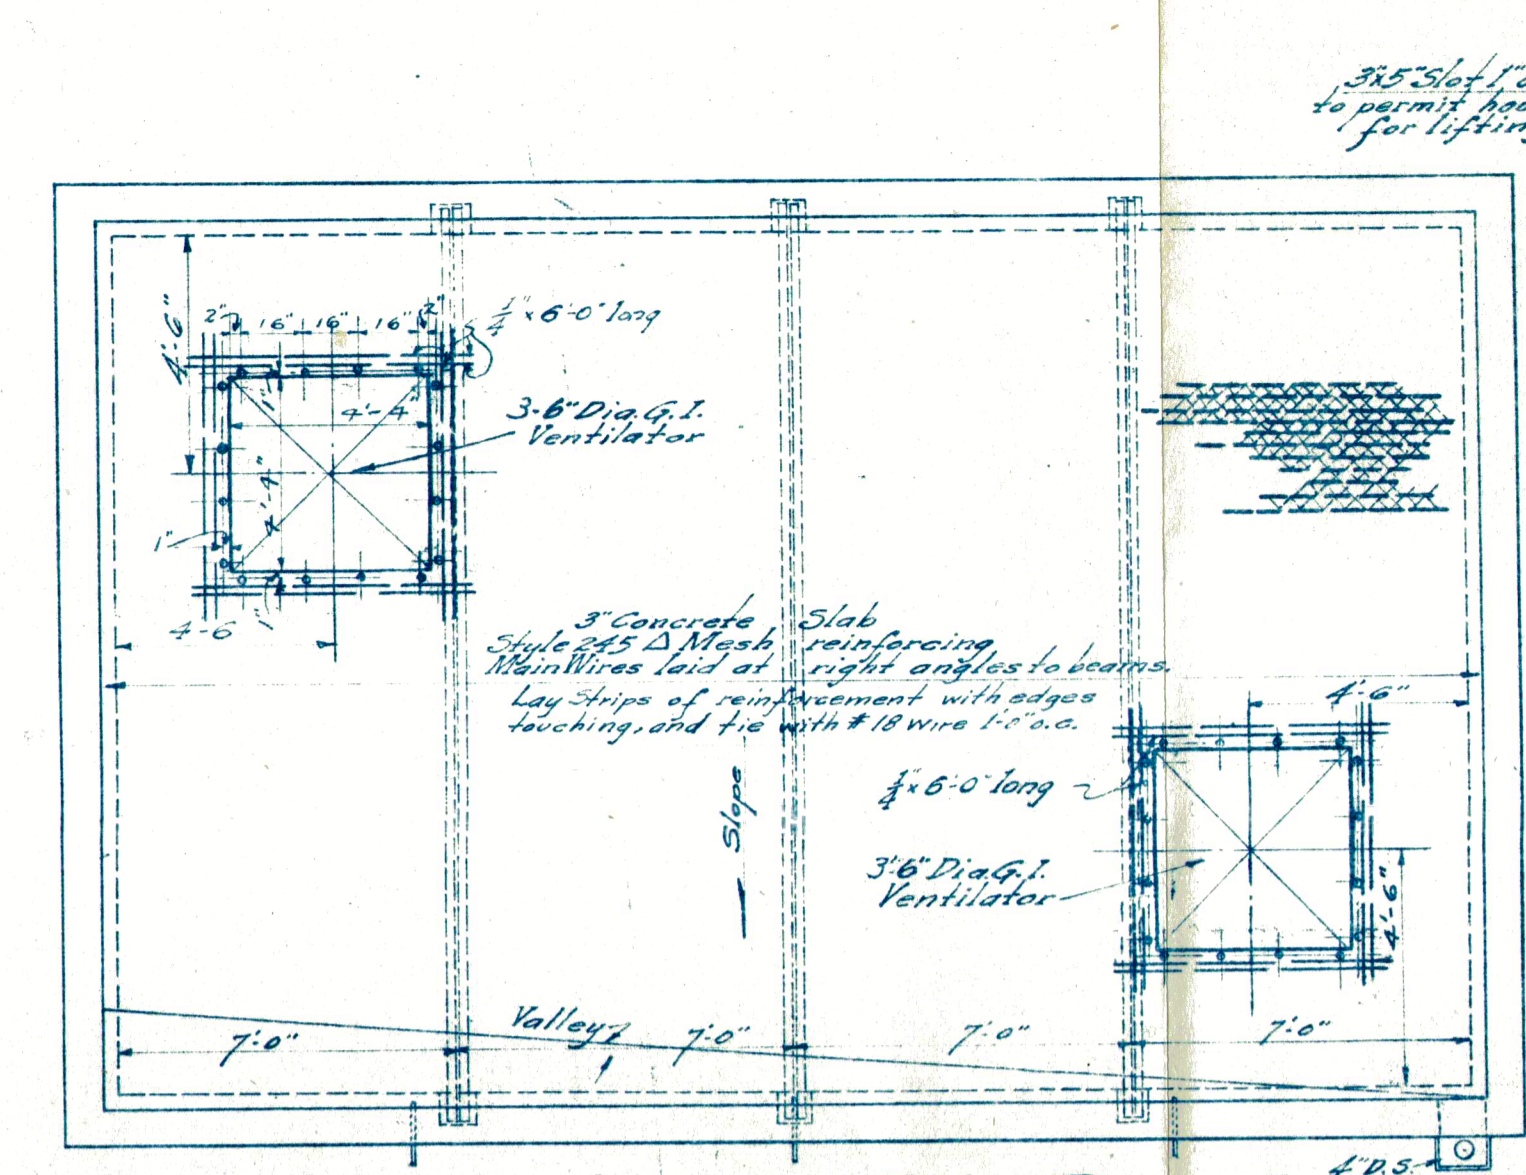 3"x5" Slot 1"
to permit
for lifting
4'-6"
2" 16" 16" 16" 2"
1/4" x 6'-0" long
1"
4'-4"
3-6" Dia. G.I.
Ventilator
4'-4"
1"
1"
4-6
3" Concrete Slab
Style 245 △ Mesh reinforcing
Main Wires laid at right angles to beams.
Lay Strips of reinforcement with edges
touching, and tie with #18 wire 1'-0" o.c.
4'-6"
1/4" x 6'-0" long
Slope
3'-6" Dia. G.I.
Ventilator
4'-6"
Valley
7'-0" 7'-0" 7'-0" 7'-0"
4" D.S.